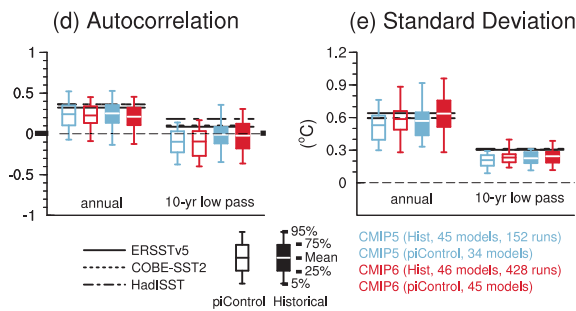 (d) Autocorrelation
1
0.5
0
-0.5
-1
annual
10-yr low pass
(e) Standard Deviation
(°C)
1.2
0.9
0.6
0.3
0
annual
10-yr low pass
ERSSTv5
COBE-SST2
HadISST
piControl
Historical
95%
75%
Mean
25%
5%
CMIP5 (Hist, 45 models, 152 runs)
CMIP5 (piControl, 34 models)
CMIP6 (Hist, 46 models, 428 runs)
CMIP6 (piControl, 45 models)